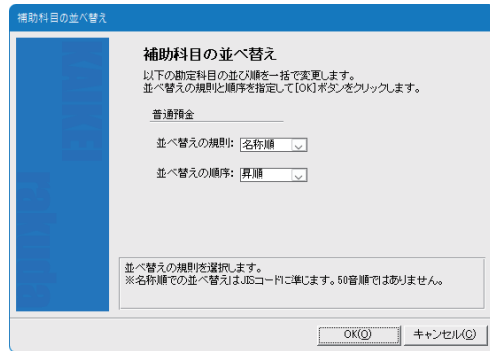 補助科目の並べ替え
補助科目の並べ替え
以下の勘定科目の並び順を一括で変更します。
並べ替えの規則と順序を指定して[OK]ボタンをクリックします。
普通預金
並べ替えの規則: 名称順
並べ替えの順序: 昇順
並べ替えの規則を選択します。
※名称順での並べ替えはJISコードに準じます。50音順ではありません。
OK(O) キャンセル(C)
KAIKEI
rakuda